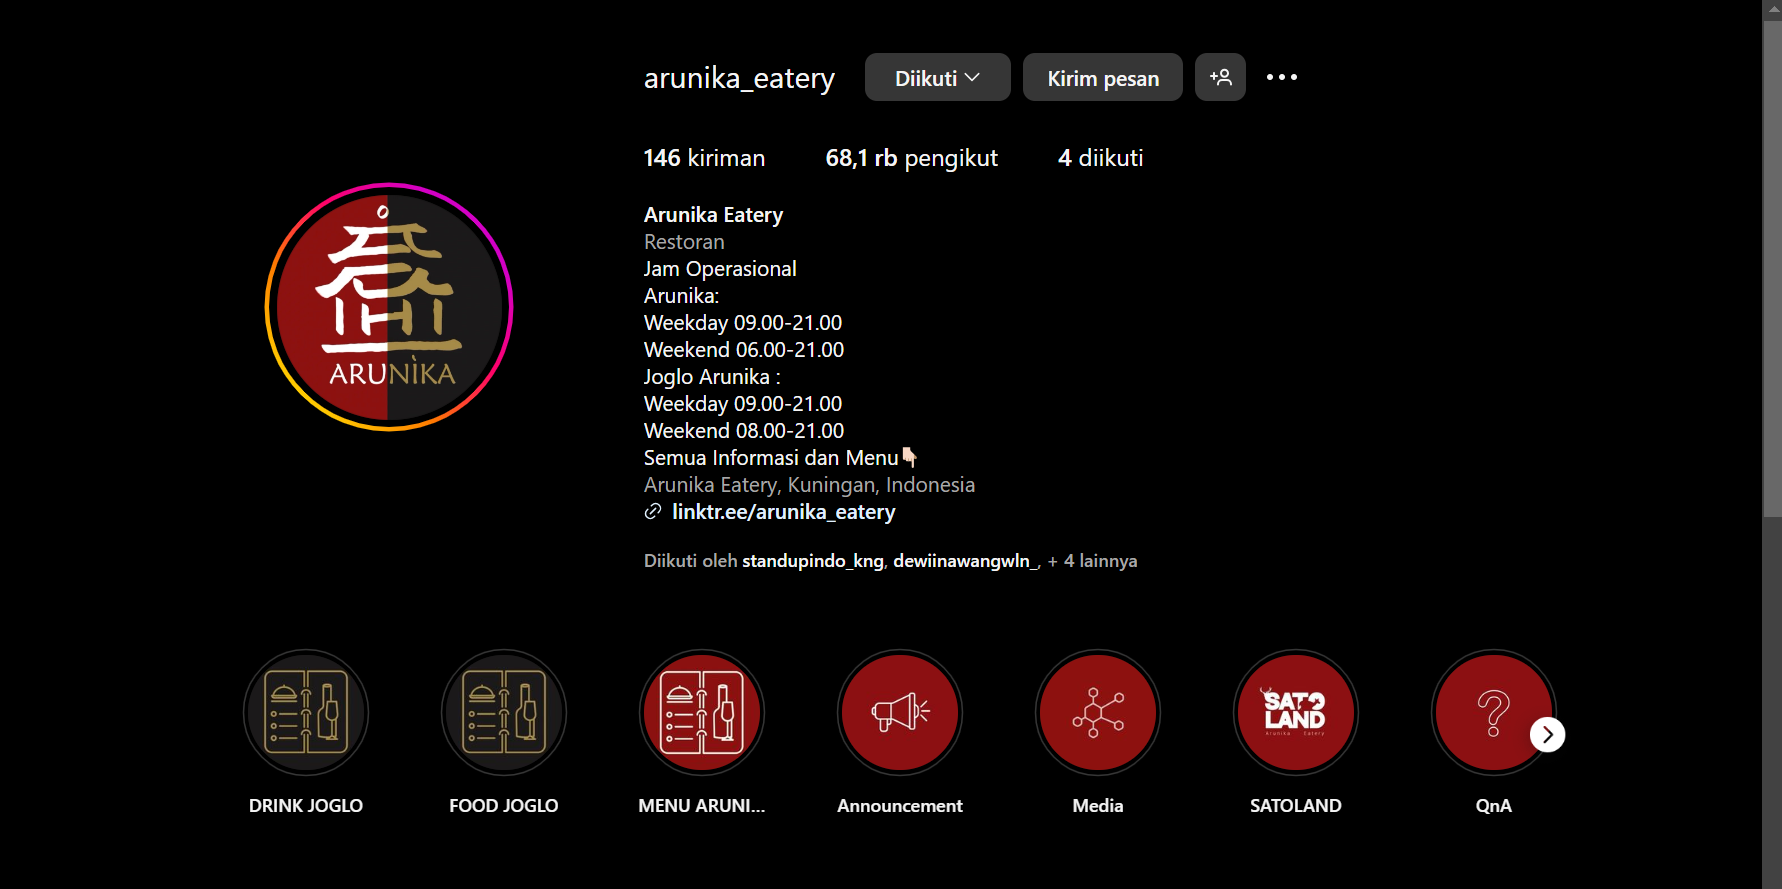 arunika_eatery
Diikuti
Kirim pesan
146 kiriman
68,1 rb pengikut
4 diikuti
ARUNÌKA
Arunika Eatery
Restoran
Jam Operasional
Arunika:
Weekday 09.00-21.00
Weekend 06.00-21.00
Joglo Arunika :
Weekday 09.00-21.00
Weekend 08.00-21.00
Semua Informasi dan Menu👇🏻
Arunika Eatery, Kuningan, Indonesia
linktr.ee/arunika_eatery
Diikuti oleh standupindo_kng, dewiinawangwln_, + 4 lainnya
SATO
LAND
Arunika Eatery
DRINK JOGLO
FOOD JOGLO
MENU ARUNI...
Announcement
Media
SATOLAND
QnA